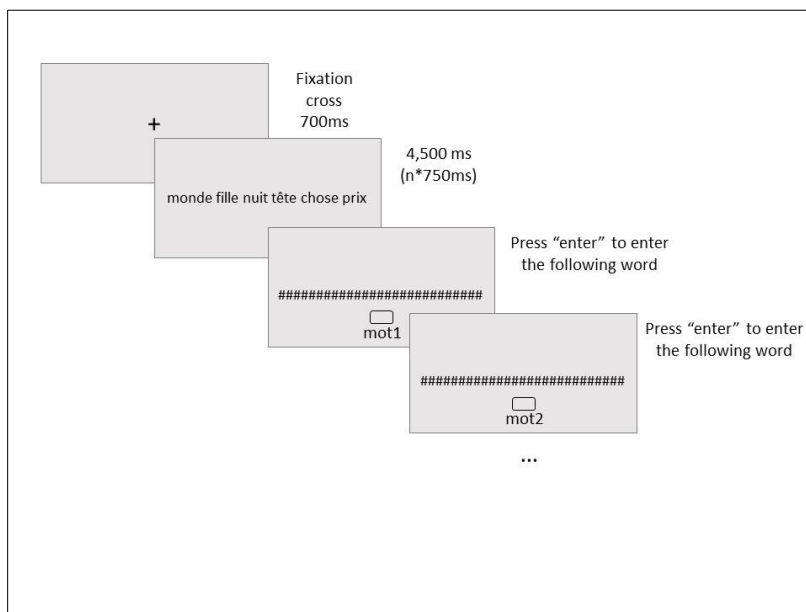 +
Fixation
cross
700ms
monde fille nuit tête chose prix
4,500 ms
(n*750ms)
###########################
mot1
Press “enter” to enter
the following word
###########################
mot2
Press “enter” to enter
the following word
...